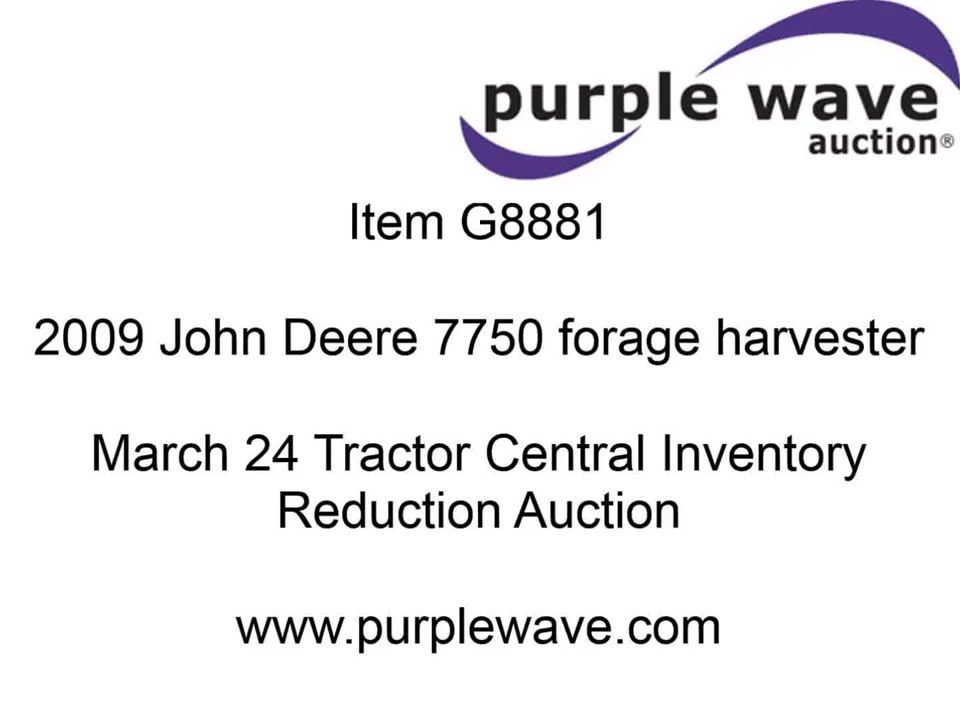 purple wave
auction®
Item G8881
2009 John Deere 7750 forage harvester
March 24 Tractor Central Inventory
Reduction Auction
www.purplewave.com